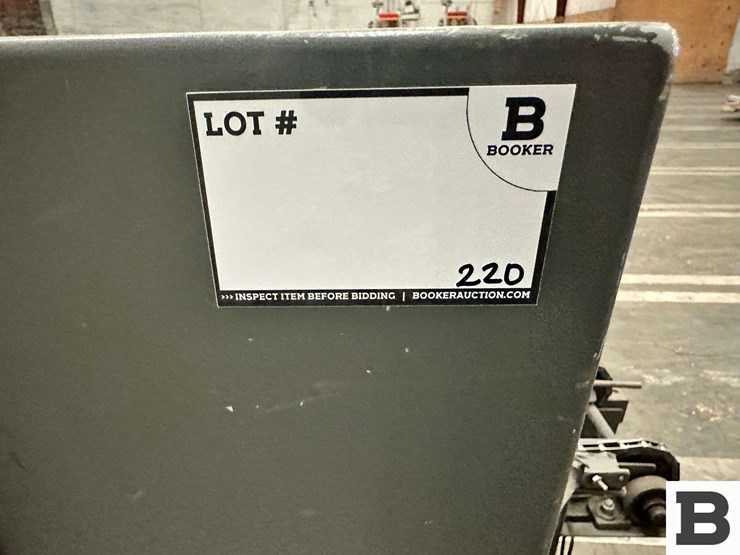 LOT #
B
BOOKER
220
>>> INSPECT ITEM BEFORE BIDDING | BOOKERAUCTION.COM
B